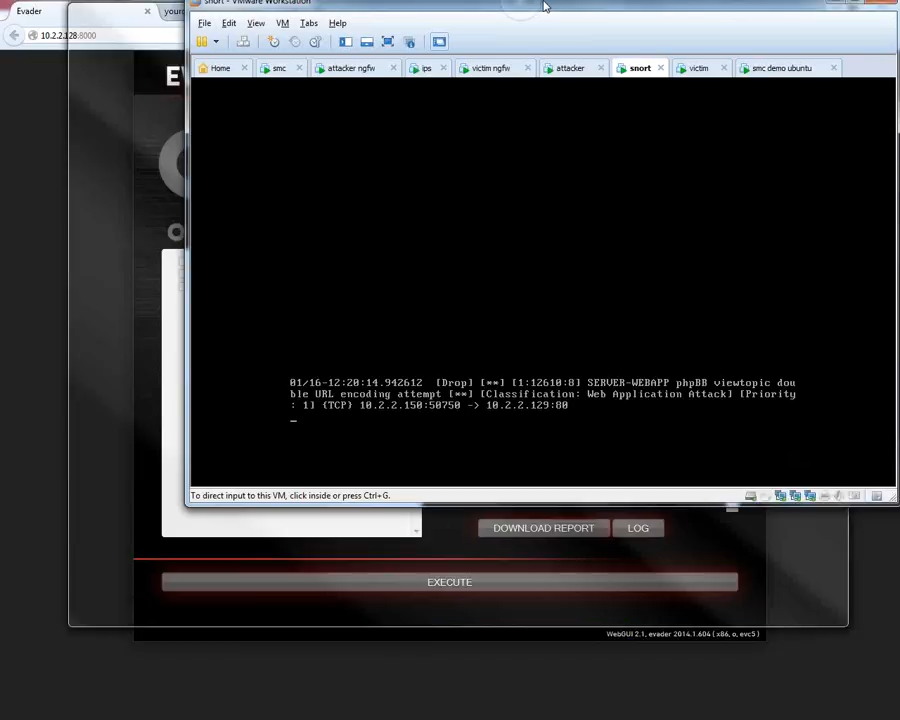 snort - VMware Workstation
Evader
10.2.2.128:8000
File Edit View VM Tabs Help
Home smc attacker ngfw ips victim ngfw attacker snort victim smc demo ubuntu
01/16-12:20:14.942612 [Drop] [**] [1:12610:8] SERVER-WEBAPP phpBB viewtopic dou
ble URL encoding attempt [**] [Classification: Web Application Attack] [Priority
: 1] {TCP} 10.2.2.150:50750 -> 10.2.2.129:80
_
To direct input to this VM, click inside or press Ctrl+G.
DOWNLOAD REPORT LOG
EXECUTE
WebGUI 2.1, evader 2014.1.604 ( x86, o, evc5 )